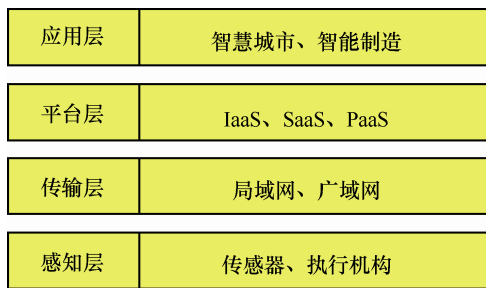 应用层
智慧城市、智能制造
平台层
IaaS、SaaS、PaaS
传输层
局域网、广域网
感知层
传感器、执行机构